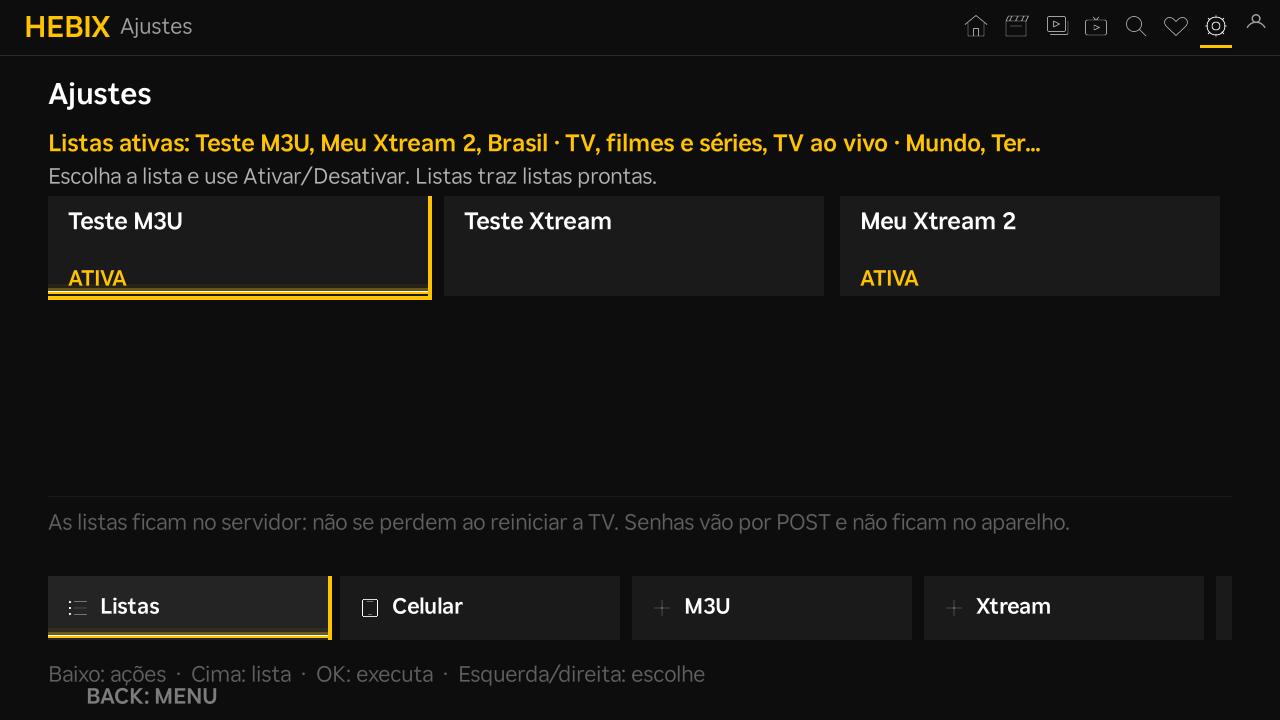 HEBIX Ajustes
Ajustes
Listas ativas: Teste M3U, Meu Xtream 2, Brasil · TV, filmes e séries, TV ao vivo · Mundo, Ter...
Escolha a lista e use Ativar/Desativar. Listas traz listas prontas.
Teste M3U
ATIVA
Teste Xtream
Meu Xtream 2
ATIVA
As listas ficam no servidor: não se perdem ao reiniciar a TV. Senhas vão por POST e não ficam no aparelho.
Listas
Celular
M3U
Xtream
Baixo: ações · Cima: lista · OK: executa · Esquerda/direita: escolhe
BACK: MENU